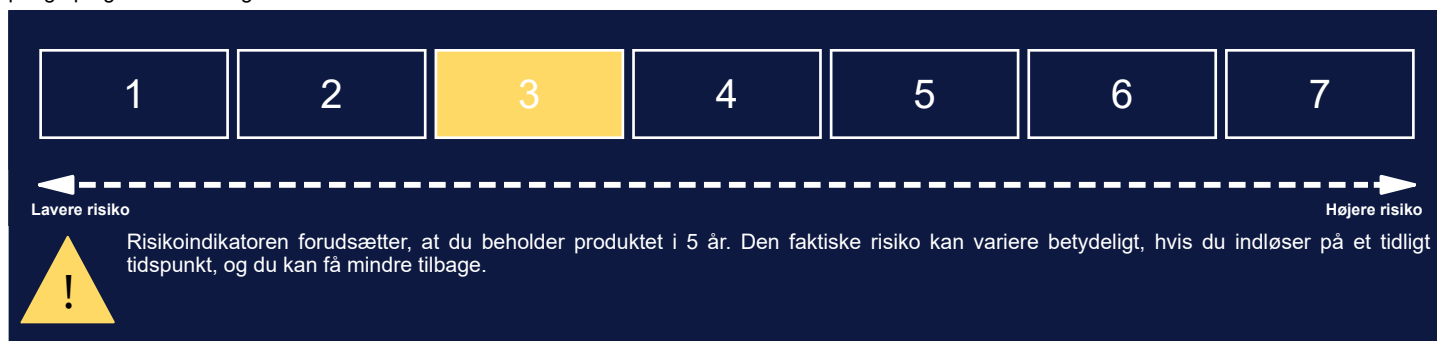 1 2 3 4 5 6 7
Lavere risiko Højere risiko
Risikoindikatoren forudsætter, at du beholder produktet i 5 år. Den faktiske risiko kan variere betydeligt, hvis du indløser på et tidligt
tidspunkt, og du kan få mindre tilbage.
!